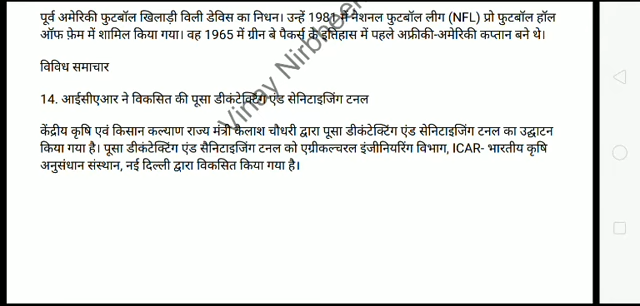 पूर्व अमेरिकी फुटबॉल खिलाड़ी विली डेविस का निधन। उन्हें 1981 में नेशनल फुटबॉल लीग (NFL) प्रो फुटबॉल हॉल
ऑफ फ़ेम में शामिल किया गया। वह 1965 में ग्रीन बे पैकर्स के इतिहास में पहले अफ्रीकी-अमेरिकी कप्तान बने थे।
विविध समाचार
14. आईसीएआर ने विकसित की पूसा डीकंटेक्टिंग एंड सेनिटाइजिंग टनल
केंद्रीय कृषि एवं किसान कल्याण राज्य मंत्री कैलाश चौधरी द्वारा पूसा डीकंटेक्टिंग एंड सेनिटाइजिंग टनल का उद्घाटन
किया गया है। पूसा डीकंटेक्टिंग एंड सैनिटाइजिंग टनल को एग्रीकल्चरल इंजीनियरिंग विभाग, ICAR- भारतीय कृषि
अनुसंधान संस्थान, नई दिल्ली द्वारा विकसित किया गया है।
Vinay Nirbheer